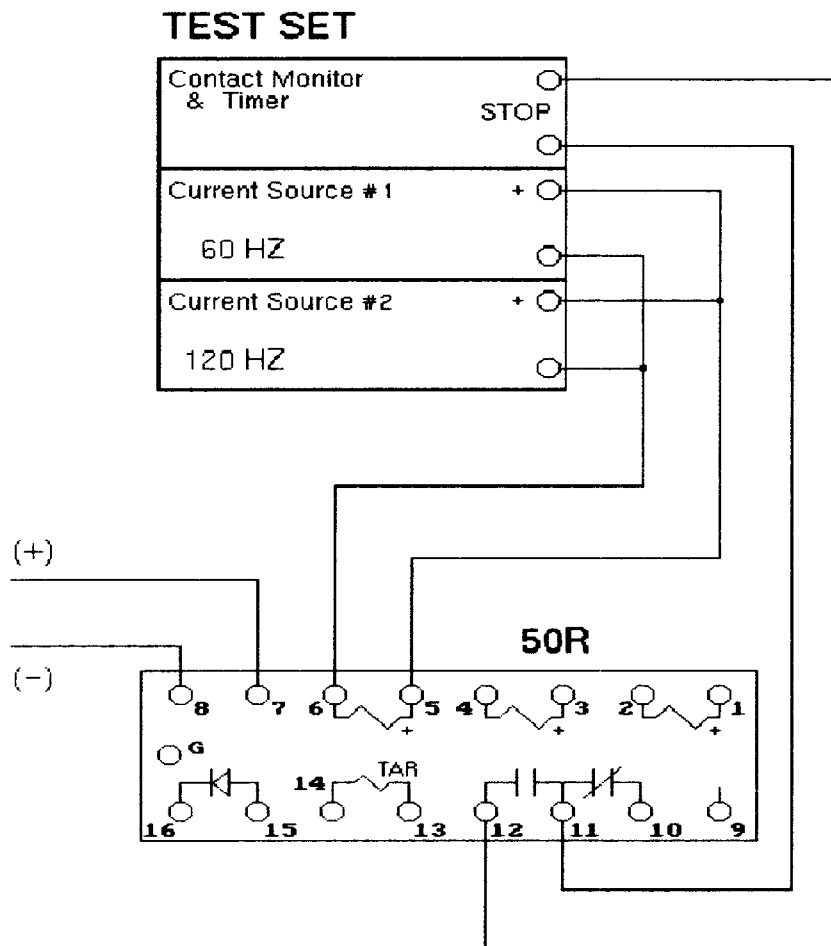 TEST SET
Contact Monitor
& Timer
STOP
Current Source #1 +
60 HZ
Current Source #2 +
120 HZ
(+)
(-)
50R
8 7 6 5 4 3 2 1
+ + +
G
14 TAR
16 15 13 12 11 10 9